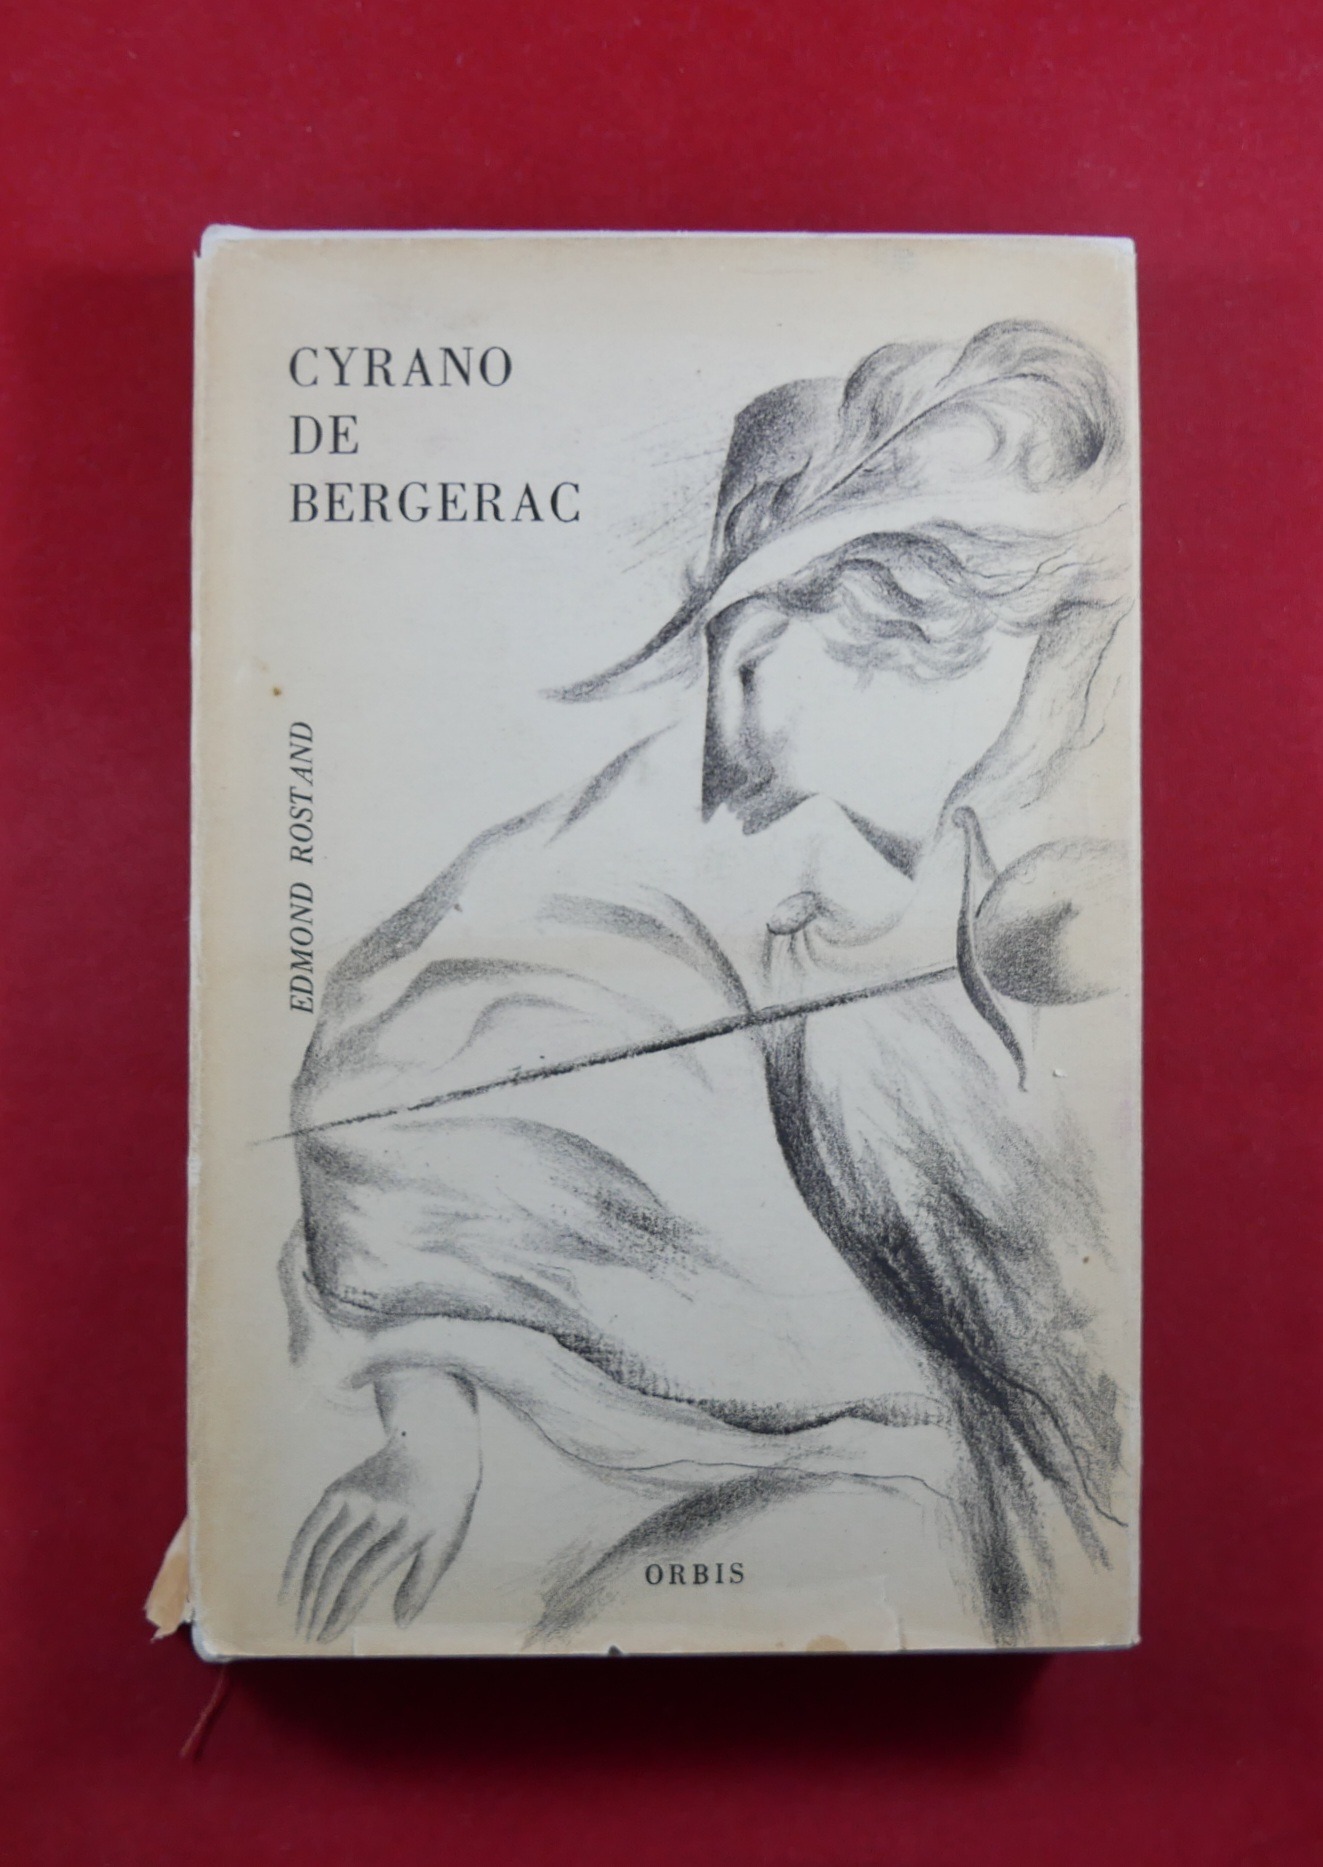 CYRANO
DE
BERGERAC
EDMOND ROSTAND
ORBIS